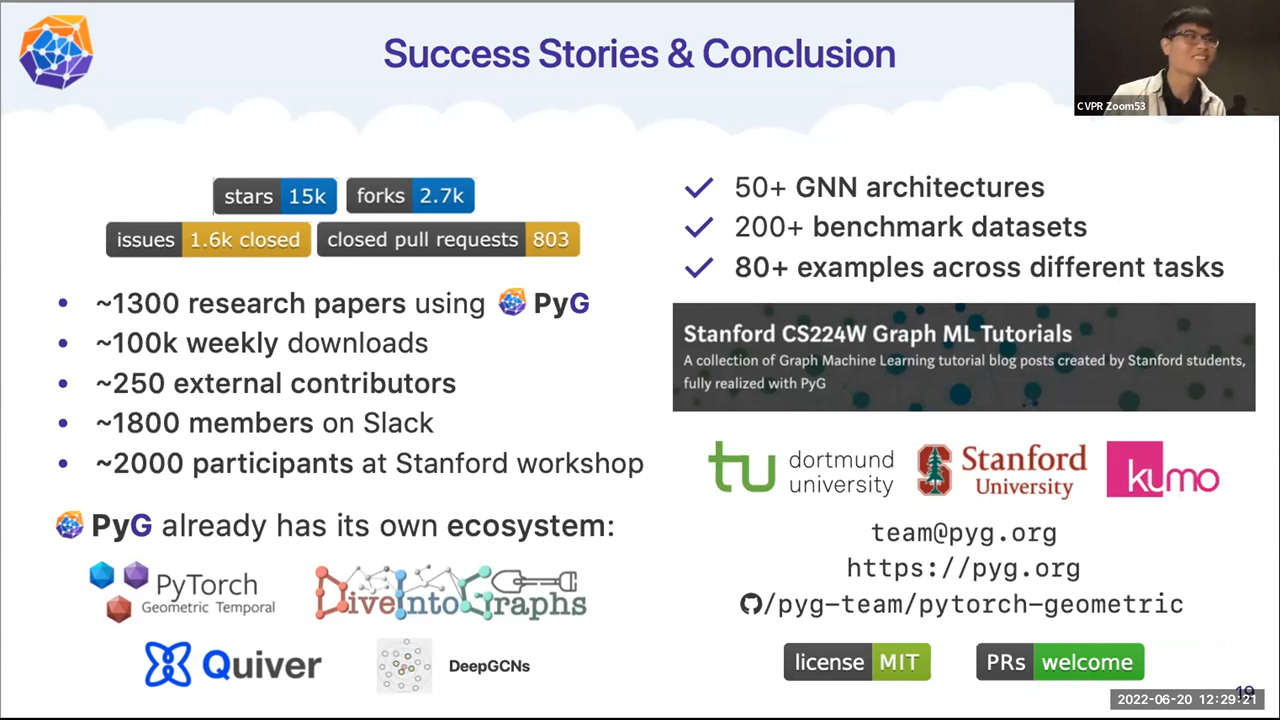 Success Stories & Conclusion
CVPR Zoom53
stars 15k
forks 2.7k
issues 1.6k closed
closed pull requests 803
• ~1300 research papers using PyG
• ~100k weekly downloads
• ~250 external contributors
• ~1800 members on Slack
• ~2000 participants at Stanford workshop
PyG already has its own ecosystem:
PyTorch
Geometric Temporal
DiveIntoGraphs
Quiver
DeepGCNs
✓ 50+ GNN architectures
✓ 200+ benchmark datasets
✓ 80+ examples across different tasks
Stanford CS224W Graph ML Tutorials
A collection of Graph Machine Learning tutorial blog posts created by Stanford students,
fully realized with PyG
tu dortmund
university
Stanford
University
kumo
team@pyg.org
https://pyg.org
/pyg-team/pytorch-geometric
license MIT
PRs welcome
19
2022-06-20 12:29:21